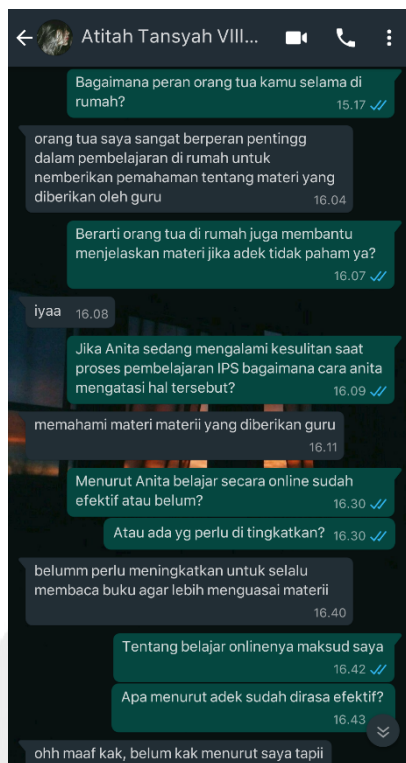 Atitah Tansyah VIII...
Bagaimana peran orang tua kamu selama di
rumah?
15.17
orang tua saya sangat berperan pentingg
dalam pembelajaran di rumah untuk
nemberikan pemahaman tentang materi yang
diberikan oleh guru
16.04
Berarti orang tua di rumah juga membantu
menjelaskan materi jika adek tidak paham ya?
16.07
iyaa 16.08
Jika Anita sedang mengalami kesulitan saat
proses pembelajaran IPS bagaimana cara anita
mengatasi hal tersebut?
16.09
memahami materi materii yang diberikan guru
16.11
Menurut Anita belajar secara online sudah
efektif atau belum?
16.30
Atau ada yg perlu di tingkatkan? 16.30
belumm perlu meningkatkan untuk selalu
membaca buku agar lebih menguasai materii
16.40
Tentang belajar onlinenya maksud saya
16.42
Apa menurut adek sudah dirasa efektif?
16.43
ohh maaf kak, belum kak menurut saya tapii